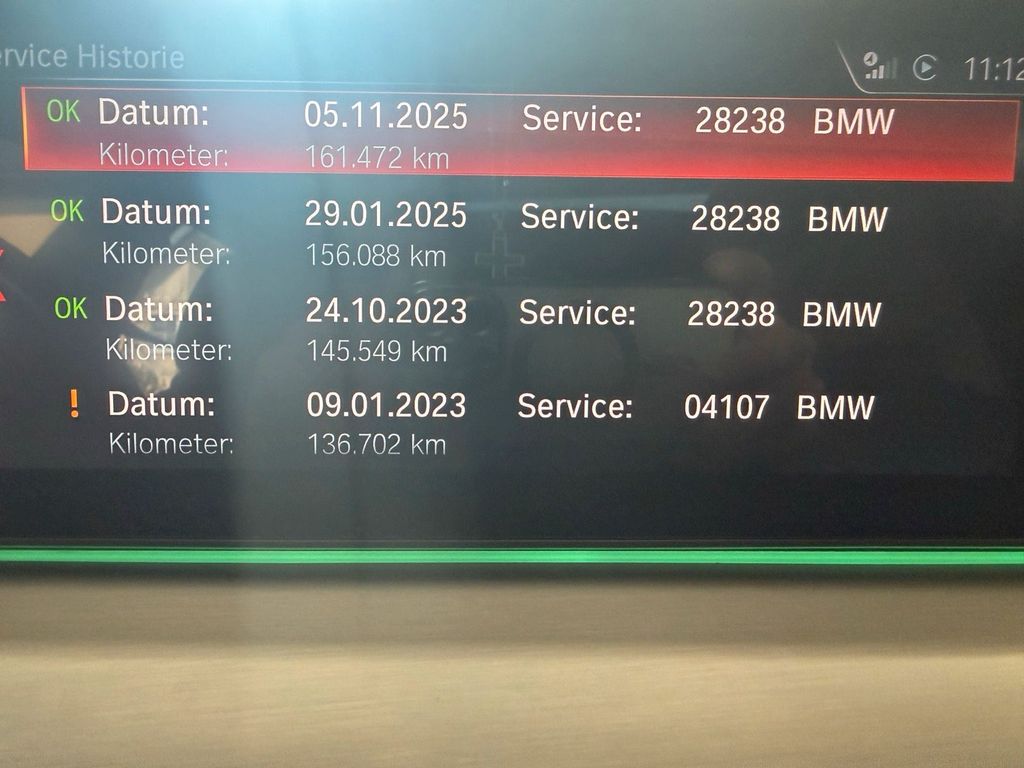 ervice Historie
11:12
OK Datum: 05.11.2025 Service: 28238 BMW
Kilometer: 161.472 km
OK Datum: 29.01.2025 Service: 28238 BMW
Kilometer: 156.088 km
OK Datum: 24.10.2023 Service: 28238 BMW
Kilometer: 145.549 km
! Datum: 09.01.2023 Service: 04107 BMW
Kilometer: 136.702 km